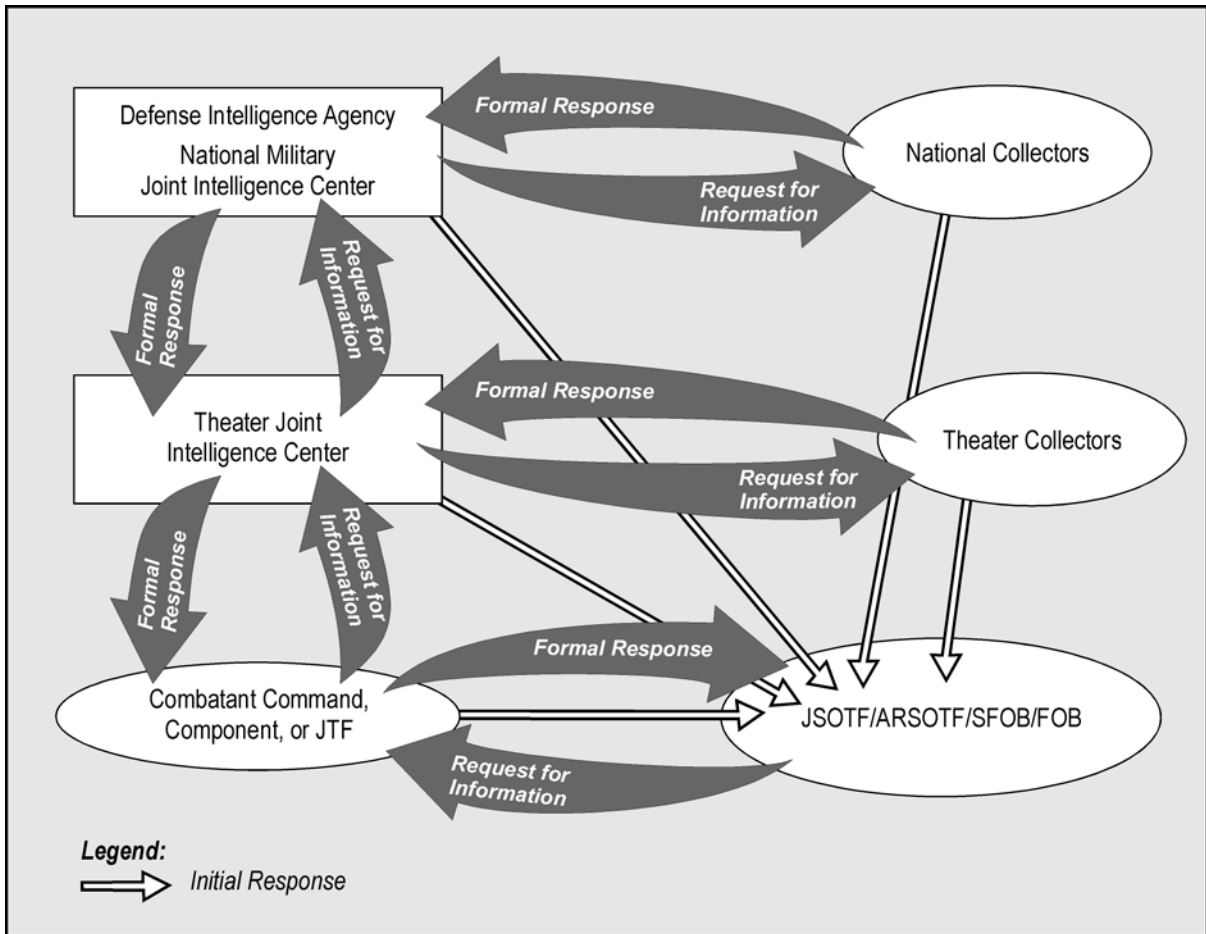 Defense Intelligence Agency
National Military
Joint Intelligence Center
Formal Response
National Collectors
Request for
Information
Formal
Response
Request for
Information
Theater Joint
Intelligence Center
Formal Response
Theater Collectors
Request for
Information
Formal
Response
Request for
Information
Combatant Command,
Component, or JTF
Formal Response
JSOTF/ARSOTF/SFOB/FOB
Request for
Information
Legend:
Initial Response